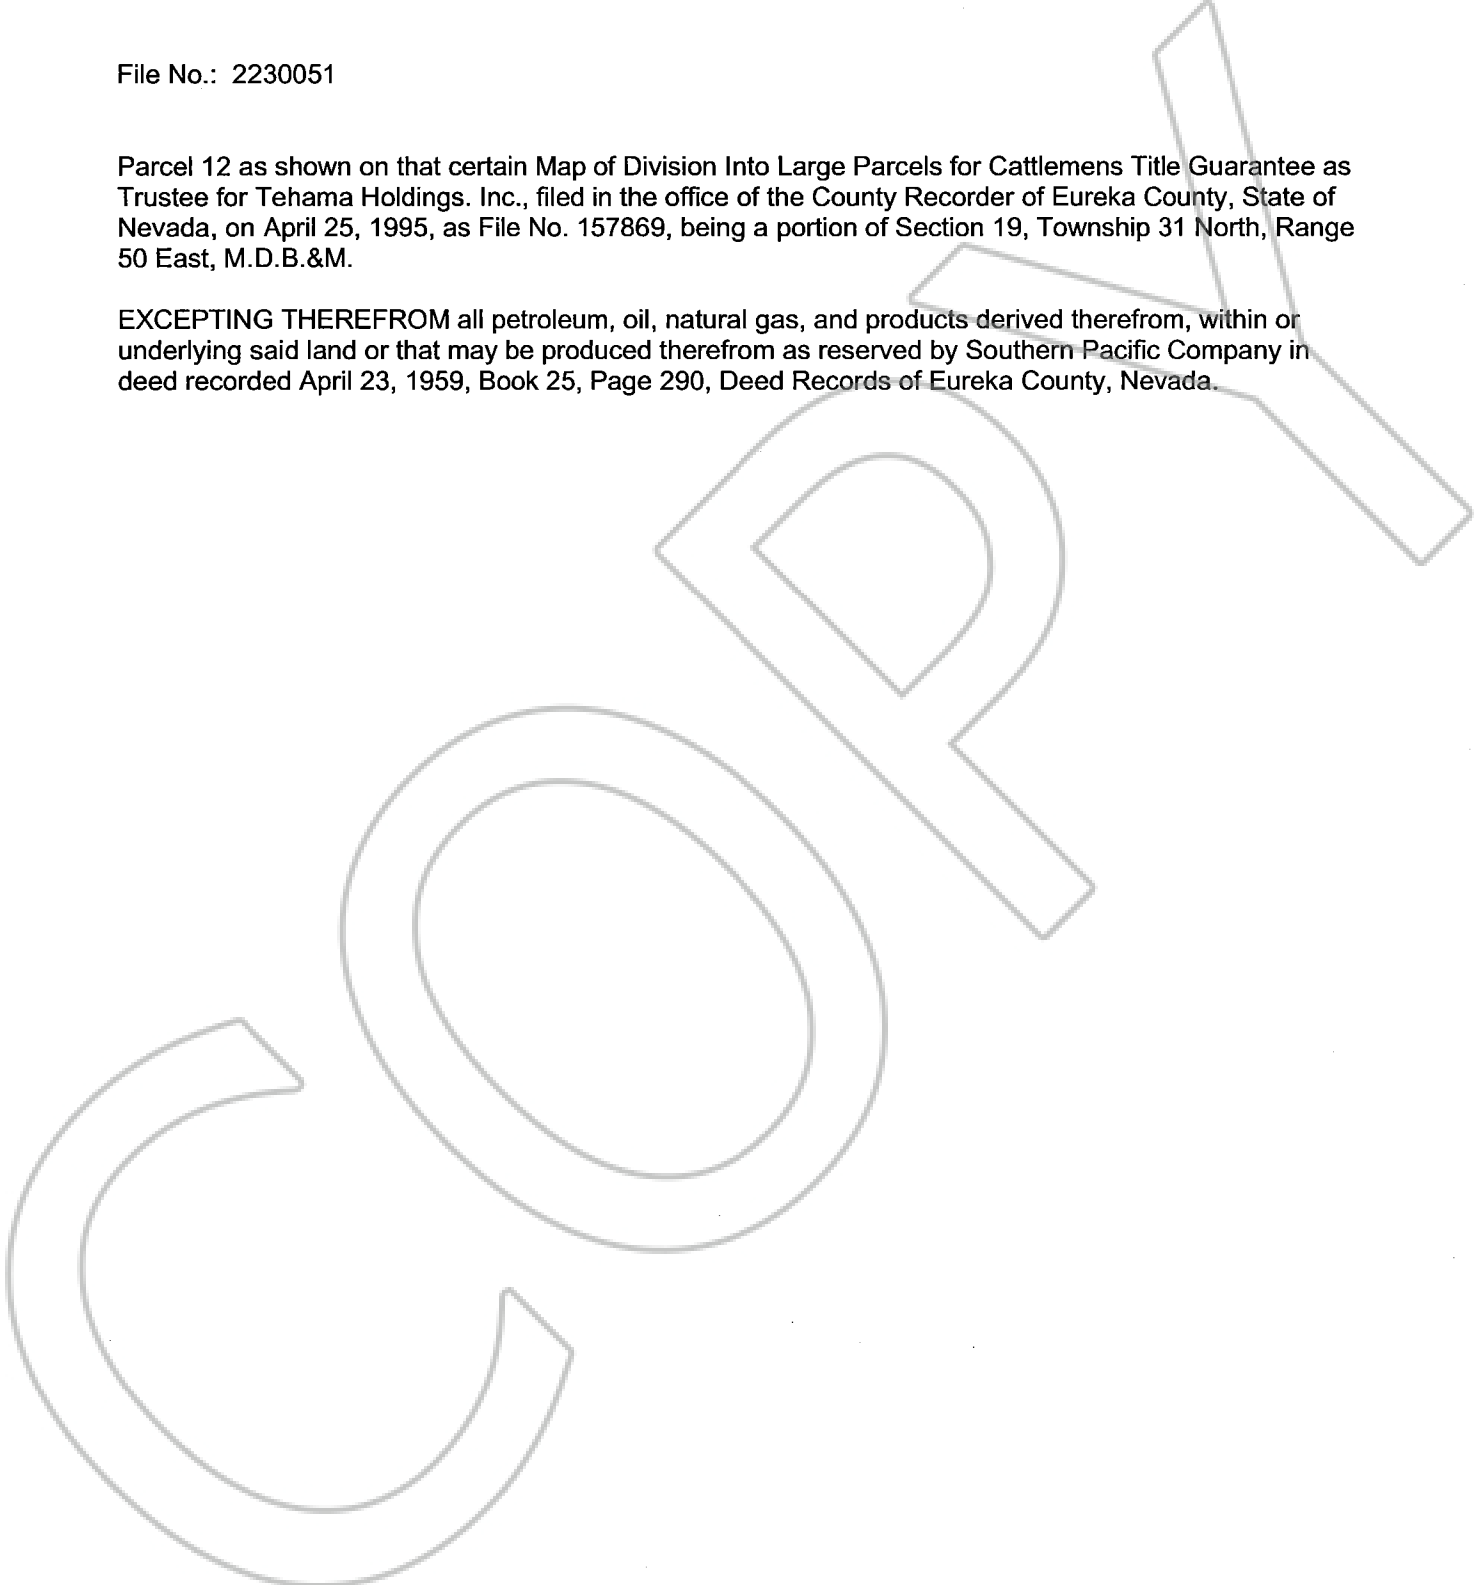 File No.: 2230051
Parcel 12 as shown on that certain Map of Division Into Large Parcels for Cattlemens Title Guarantee as
Trustee for Tehama Holdings. Inc., filed in the office of the County Recorder of Eureka County, State of
Nevada, on April 25, 1995, as File No. 157869, being a portion of Section 19, Township 31 North, Range
50 East, M.D.B.&M.
EXCEPTING THEREFROM all petroleum, oil, natural gas, and products derived therefrom, within or
underlying said land or that may be produced therefrom as reserved by Southern Pacific Company in
deed recorded April 23, 1959, Book 25, Page 290, Deed Records of Eureka County, Nevada.
COPY